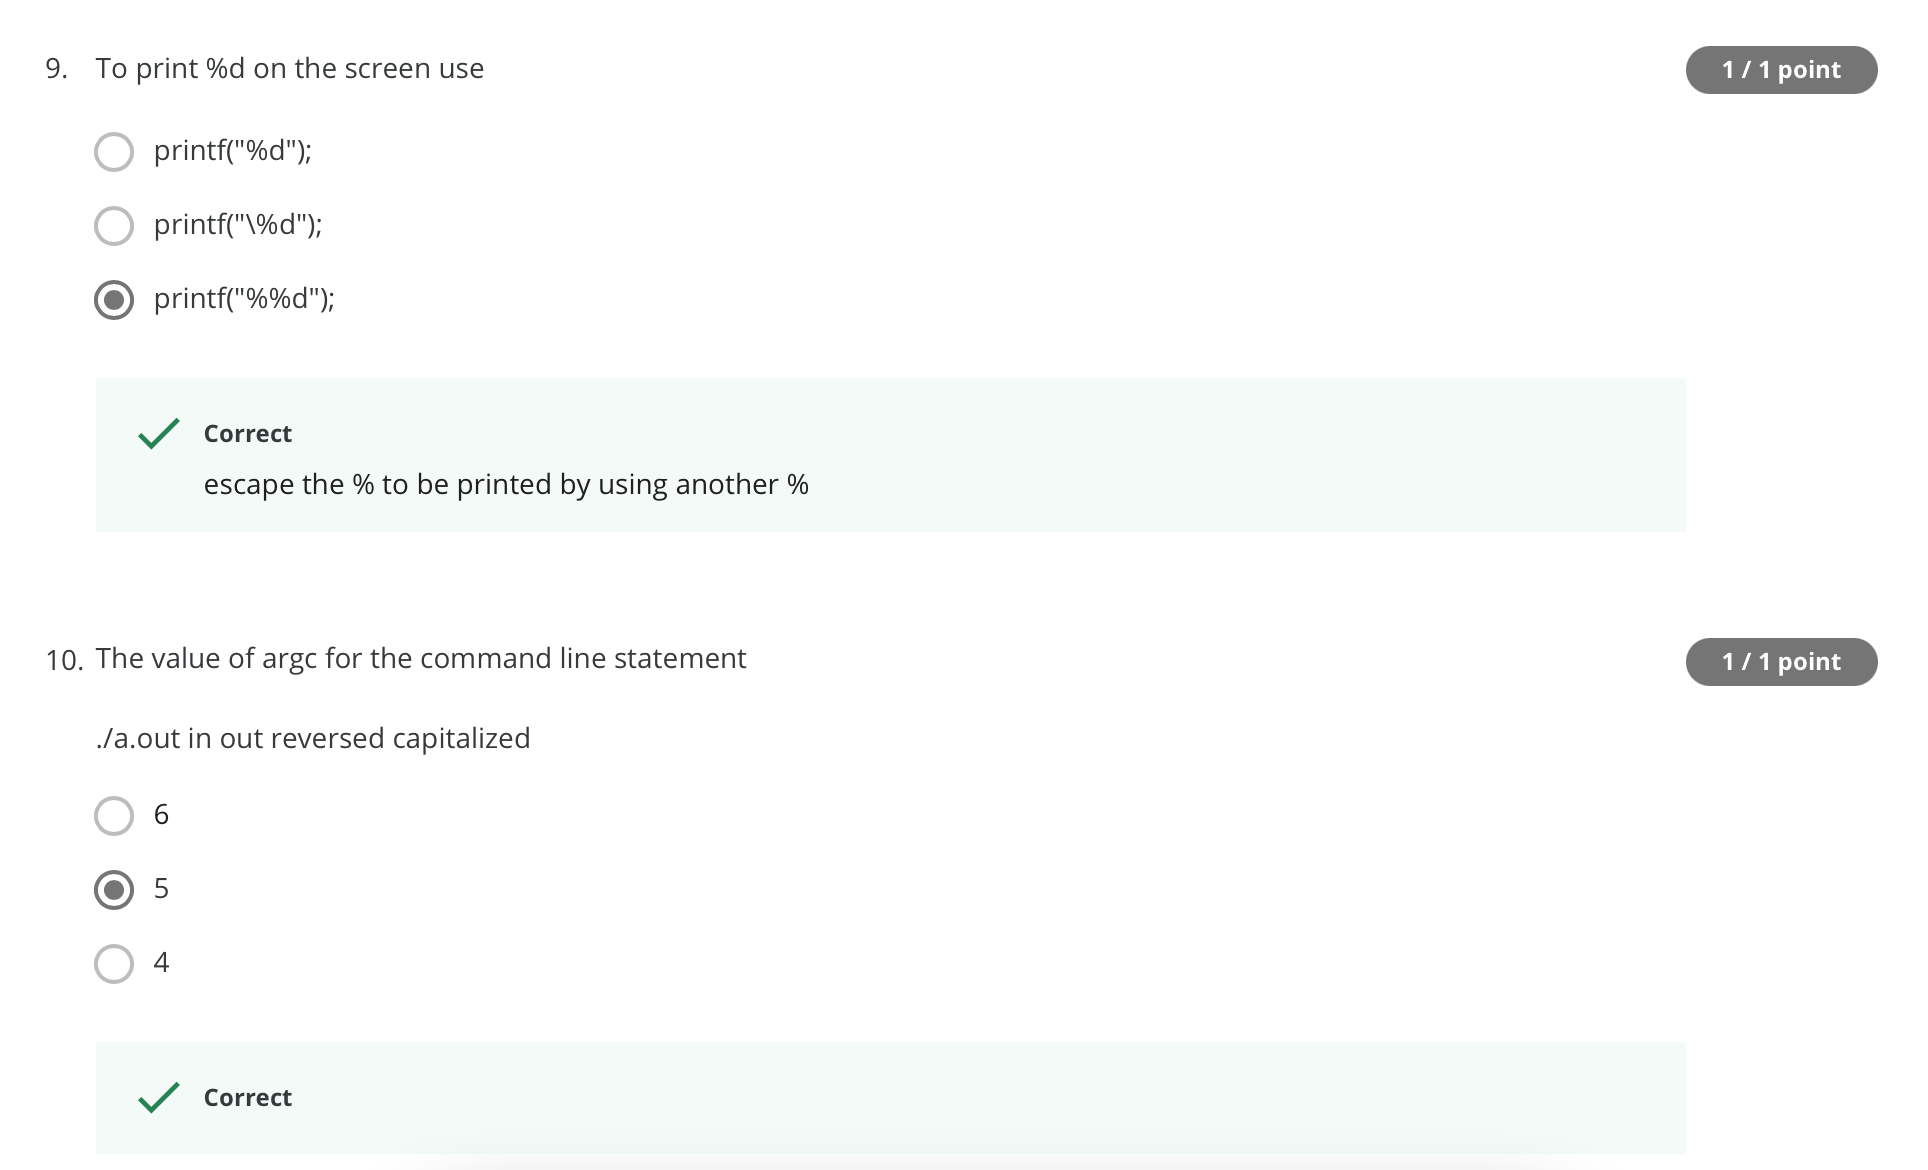 9. To print %d on the screen use
1 / 1 point
printf("%d");
printf("\%d");
printf("%%d");
Correct
escape the % to be printed by using another %
10. The value of argc for the command line statement
1 / 1 point
./a.out in out reversed capitalized
6
5
4
Correct